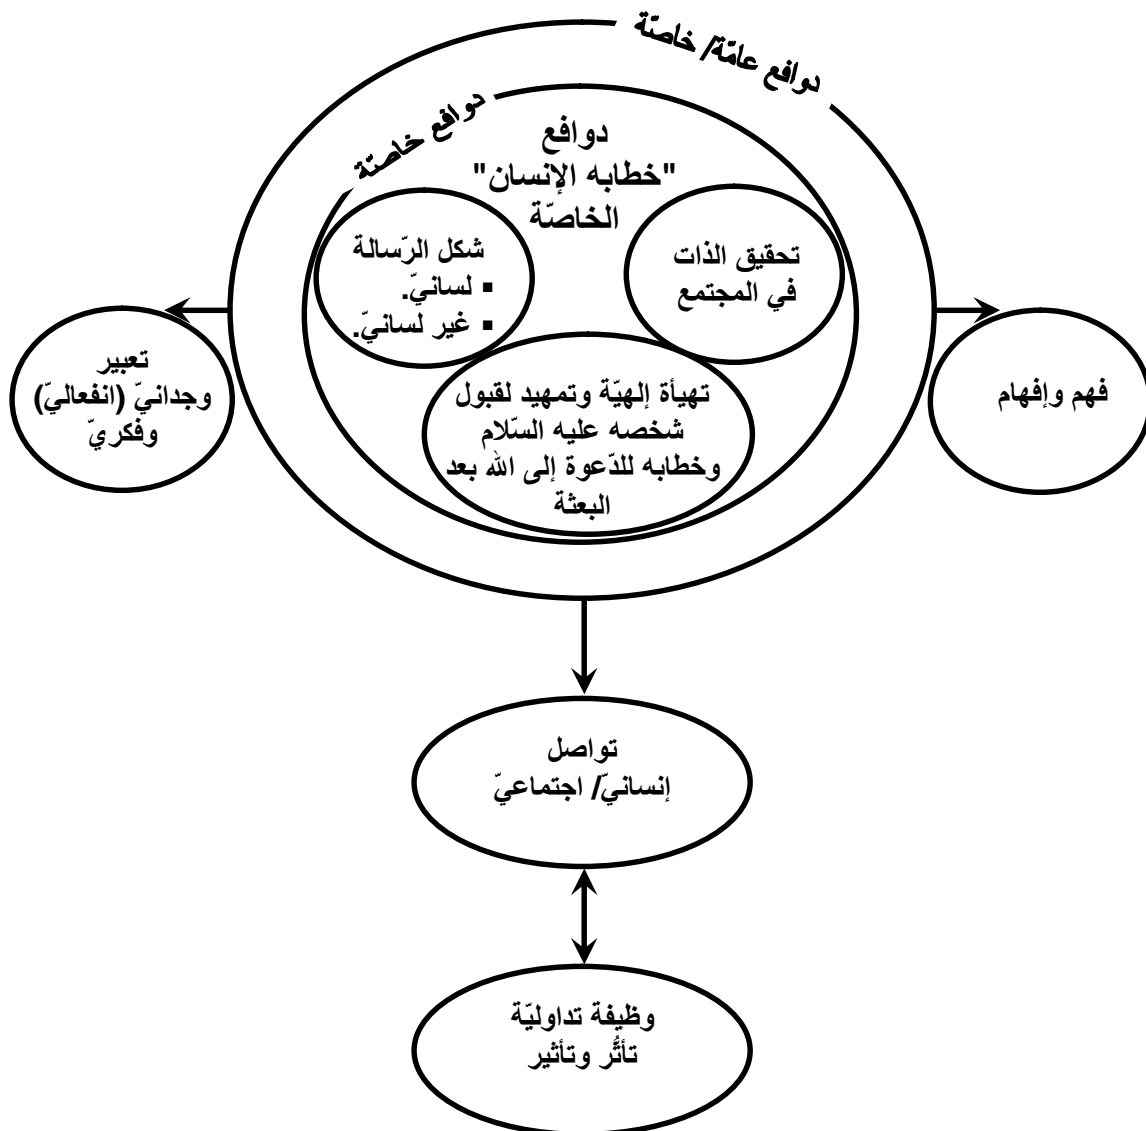 دوافع عامّة/ خاصّة
دوافع خاصّة
دوافع
"خطابه الإنسان"
الخاصّة
تحقيق الذات
في المجتمع
شكل الرّسالة
▪ لسانيّ.
▪ غير لسانيّ.
تهيأة إلهيّة وتمهيد لقبول
شخصه عليه السّلام
وخطابه للدّعوة إلى الله بعد
البعثة
فهم وإفهام
تعبير
وجدانيّ (انفعاليّ)
وفكريّ
تواصل
إنسانيّ/ اجتماعيّ
وظيفة تداوليّة
تأثُّر وتأثير